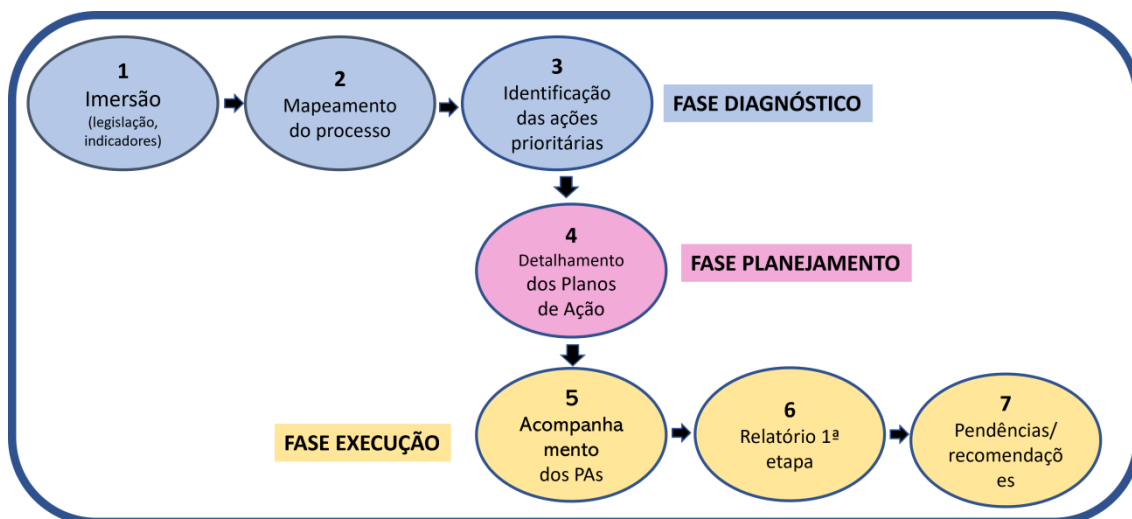 1
Imersão
(legislação,
indicadores)
2
Mapeamento
do processo
3
Identificação
das ações
prioritárias
FASE DIAGNÓSTICO
4
Detalhamento
dos Planos
de Ação
FASE PLANEJAMENTO
FASE EXECUÇÃO
5
Acompanha
mento
dos PAs
6
Relatório 1ª
etapa
7
Pendências/
recomendaçõ
es